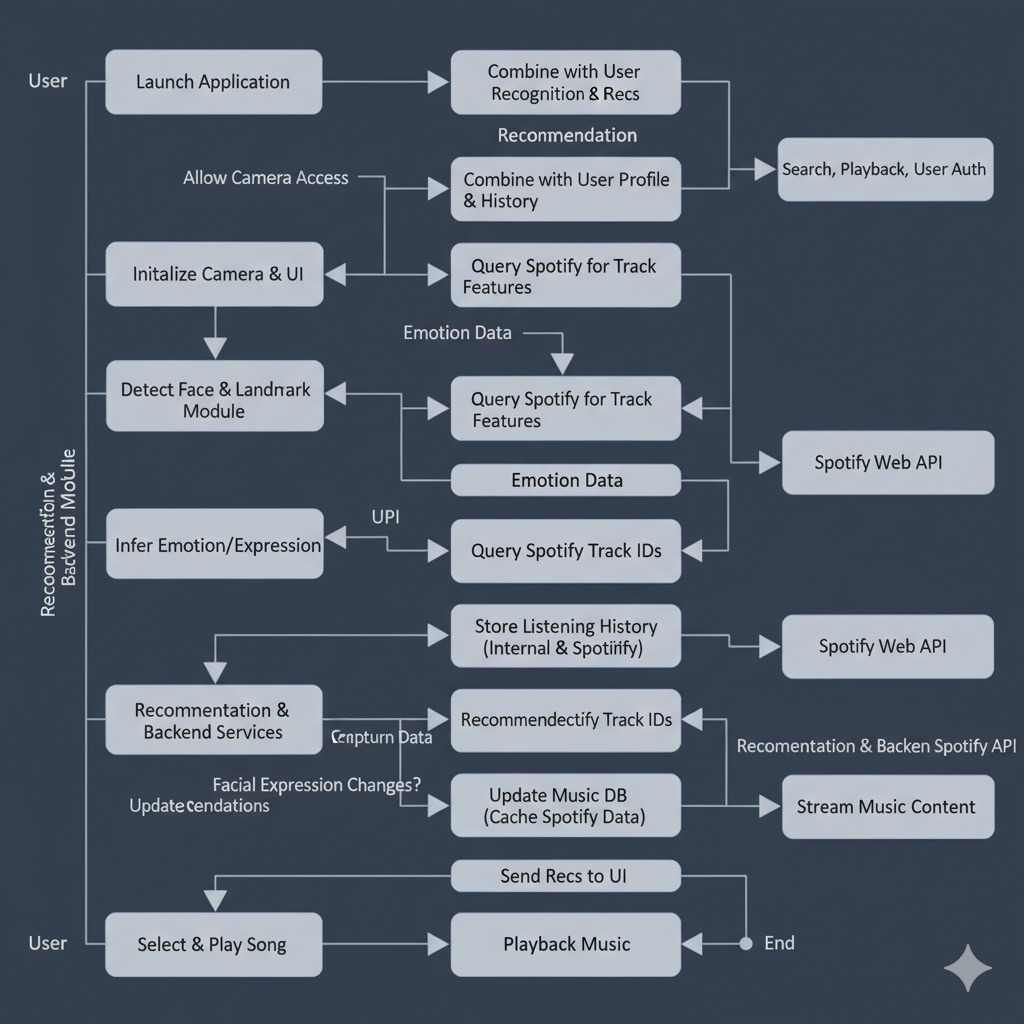 User
Launch Application
Combine with User
Recognition & Recs
Recommendation
Search, Playback, User Auth
Allow Camera Access
Combine with User Profile
& History
Initalize Camera & UI
Query Spotify for Track
Features
Emotion Data
Detect Face & Landmark
Module
Query Spotify for Track
Features
Spotify Web API
Emotion Data
&
UPI
Infer Emotion/Expression
Query Spotify Track IDs
Store Listening History
(Internal & Spotiñfy)
Spotify Web API
Recommentation &
Backend Services
Data
Recommendectify Track IDs
Recomentation & Backen Spotify API
Facial Expression Changes?
Update Music DB
(Cache Spotify Data)
Stream Music Content
Send Recs to UI
User
Select & Play Song
Playback Music
End